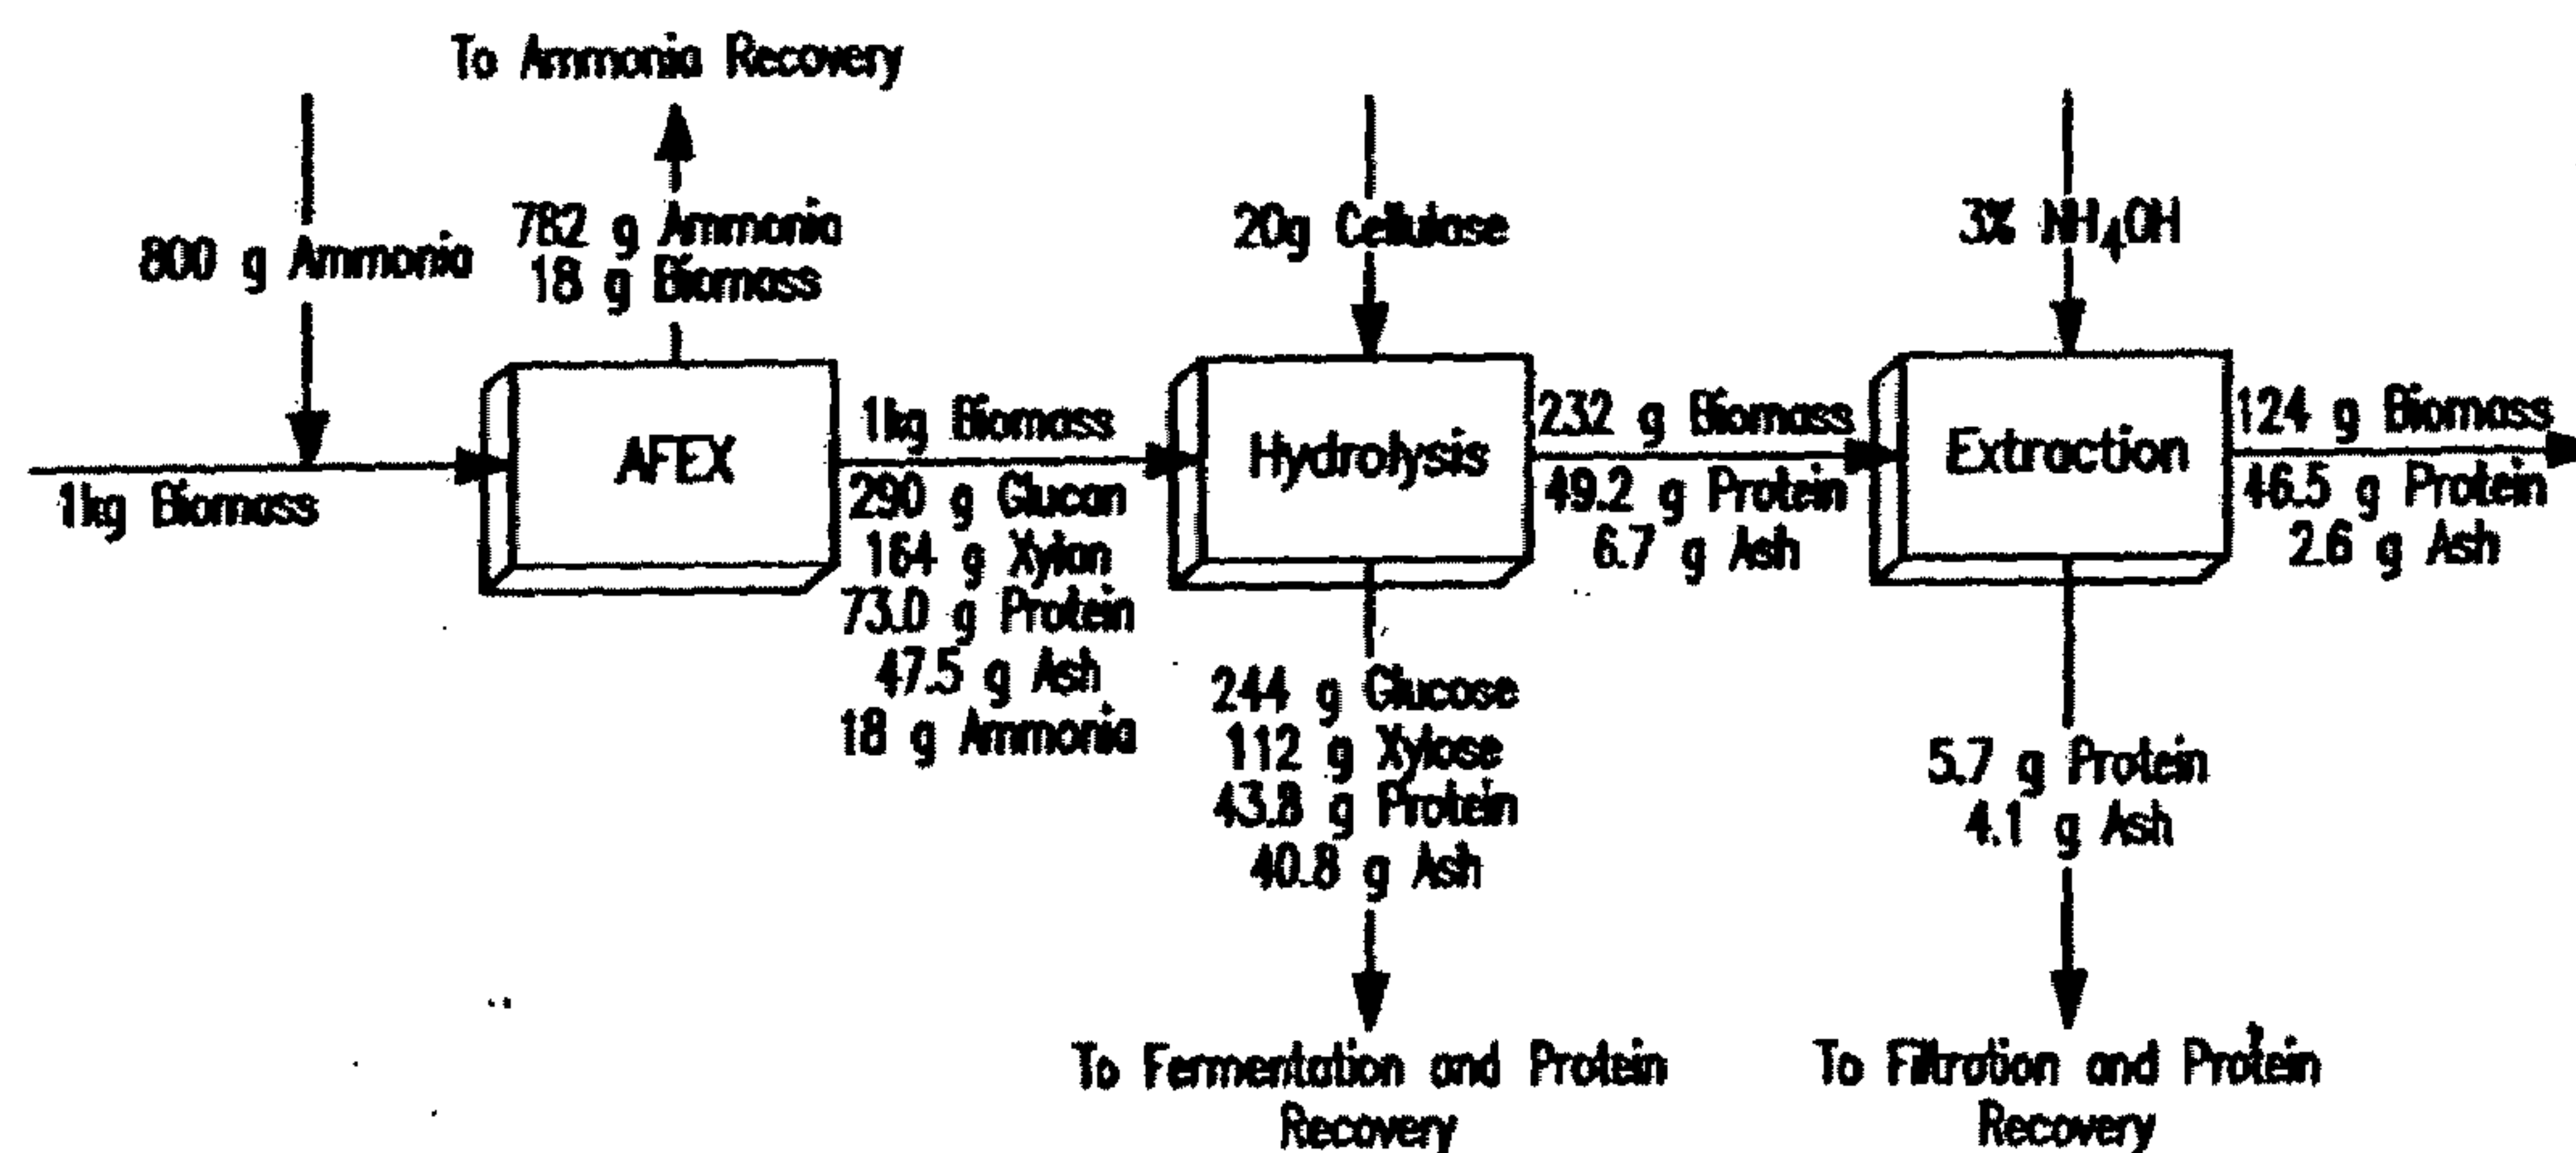 To Ammonia Recovery
800 g Ammonia
782 g Ammonia
18 g Biomass
20g Cellulase
3% NH4OH
1kg Biomass
AFEX
1kg Biomass
290 g Glucan
164 g Xylan
73.0 g Protein
47.5 g Ash
18 g Ammonia
Hydrolysis
232 g Biomass
49.2 g Protein
6.7 g Ash
Extraction
124 g Biomass
46.5 g Protein
2.6 g Ash
244 g Glucose
112 g Xylose
43.8 g Protein
40.8 g Ash
5.7 g Protein
4.1 g Ash
To Fermentation and Protein
Recovery
To Filtration and Protein
Recovery